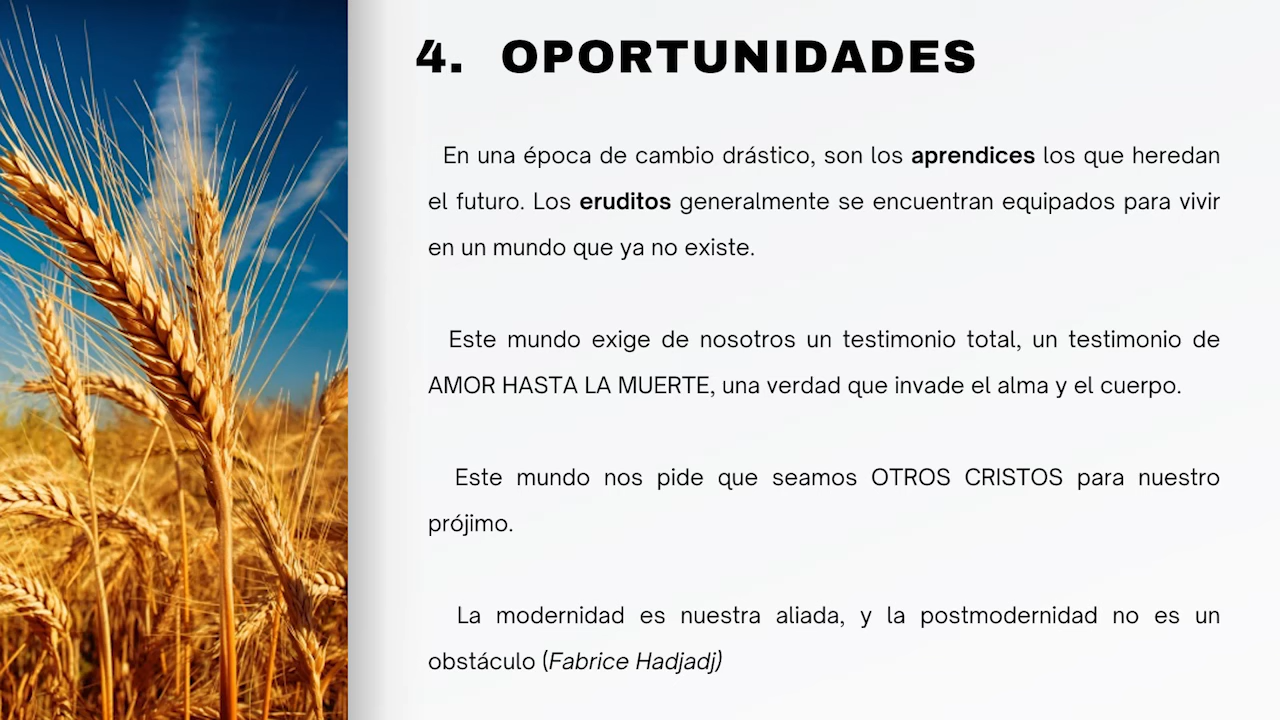 4. OPORTUNIDADES
En una época de cambio drástico, son los aprendices los que heredan
el futuro. Los eruditos generalmente se encuentran equipados para vivir
en un mundo que ya no existe.
Este mundo exige de nosotros un testimonio total, un testimonio de
AMOR HASTA LA MUERTE, una verdad que invade el alma y el cuerpo.
Este mundo nos pide que seamos OTROS CRISTOS para nuestro
prójimo.
La modernidad es nuestra aliada, y la postmodernidad no es un
obstáculo (Fabrice Hadjadj)